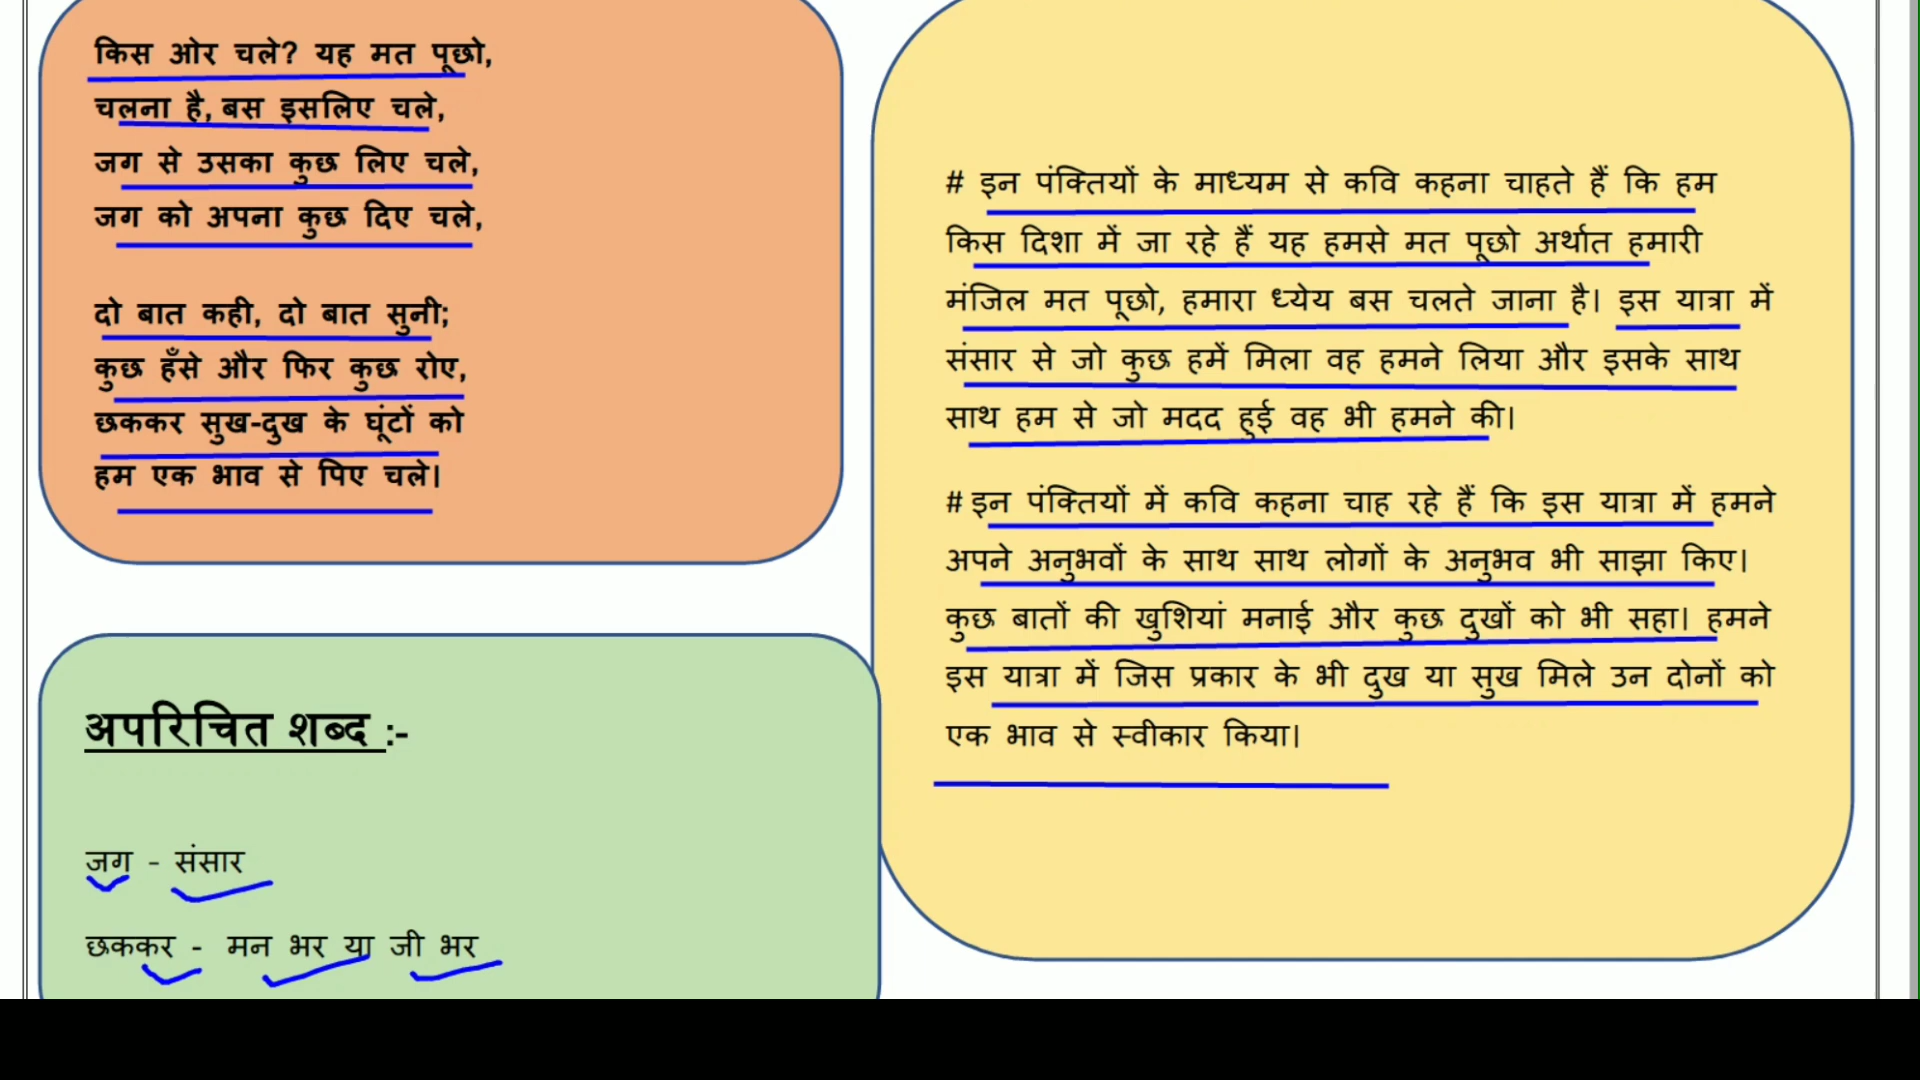 किस ओर चले? यह मत पूछो,
चलना है, बस इसलिए चले,
जग से उसका कुछ लिए चले,
जग को अपना कुछ दिए चले,
दो बात कही, दो बात सुनी;
कुछ हँसे और फिर कुछ रोए,
छककर सुख-दुख के घूंटों को
हम एक भाव से पिए चले।
अपरिचित शब्द :-
जग - संसार
छककर - मन भर या जी भर
# इन पंक्तियों के माध्यम से कवि कहना चाहते हैं कि हम
किस दिशा में जा रहे हैं यह हमसे मत पूछो अर्थात हमारी
मंजिल मत पूछो, हमारा ध्येय बस चलते जाना है। इस यात्रा में
संसार से जो कुछ हमें मिला वह हमने लिया और इसके साथ
साथ हम से जो मदद हुई वह भी हमने की।
# इन पंक्तियों में कवि कहना चाह रहे हैं कि इस यात्रा में हमने
अपने अनुभवों के साथ साथ लोगों के अनुभव भी साझा किए।
कुछ बातों की खुशियां मनाई और कुछ दुखों को भी सहा। हमने
इस यात्रा में जिस प्रकार के भी दुख या सुख मिले उन दोनों को
एक भाव से स्वीकार किया।